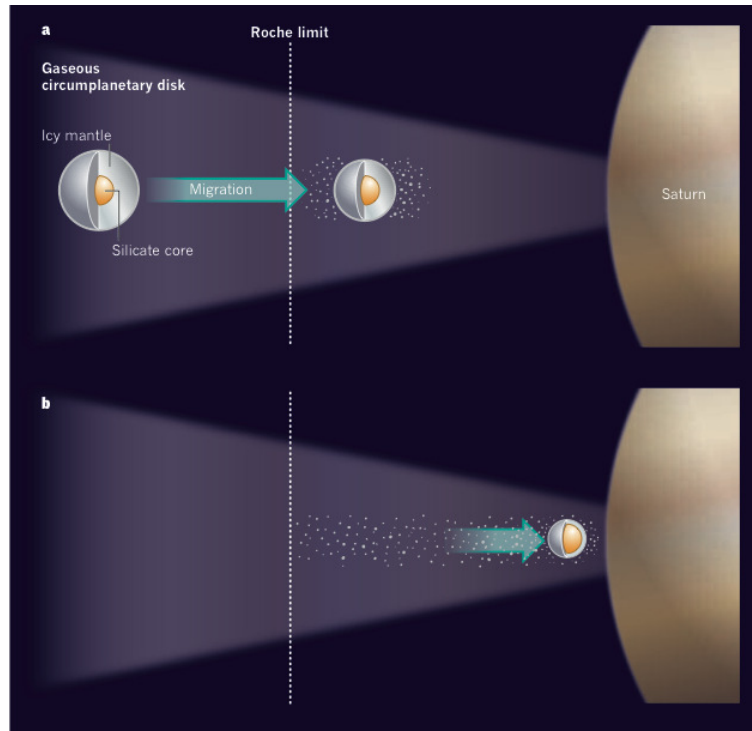 a
Roche limit
Gaseous
circumplanetary disk
Icy mantle
Migration
Saturn
Silicate core
b